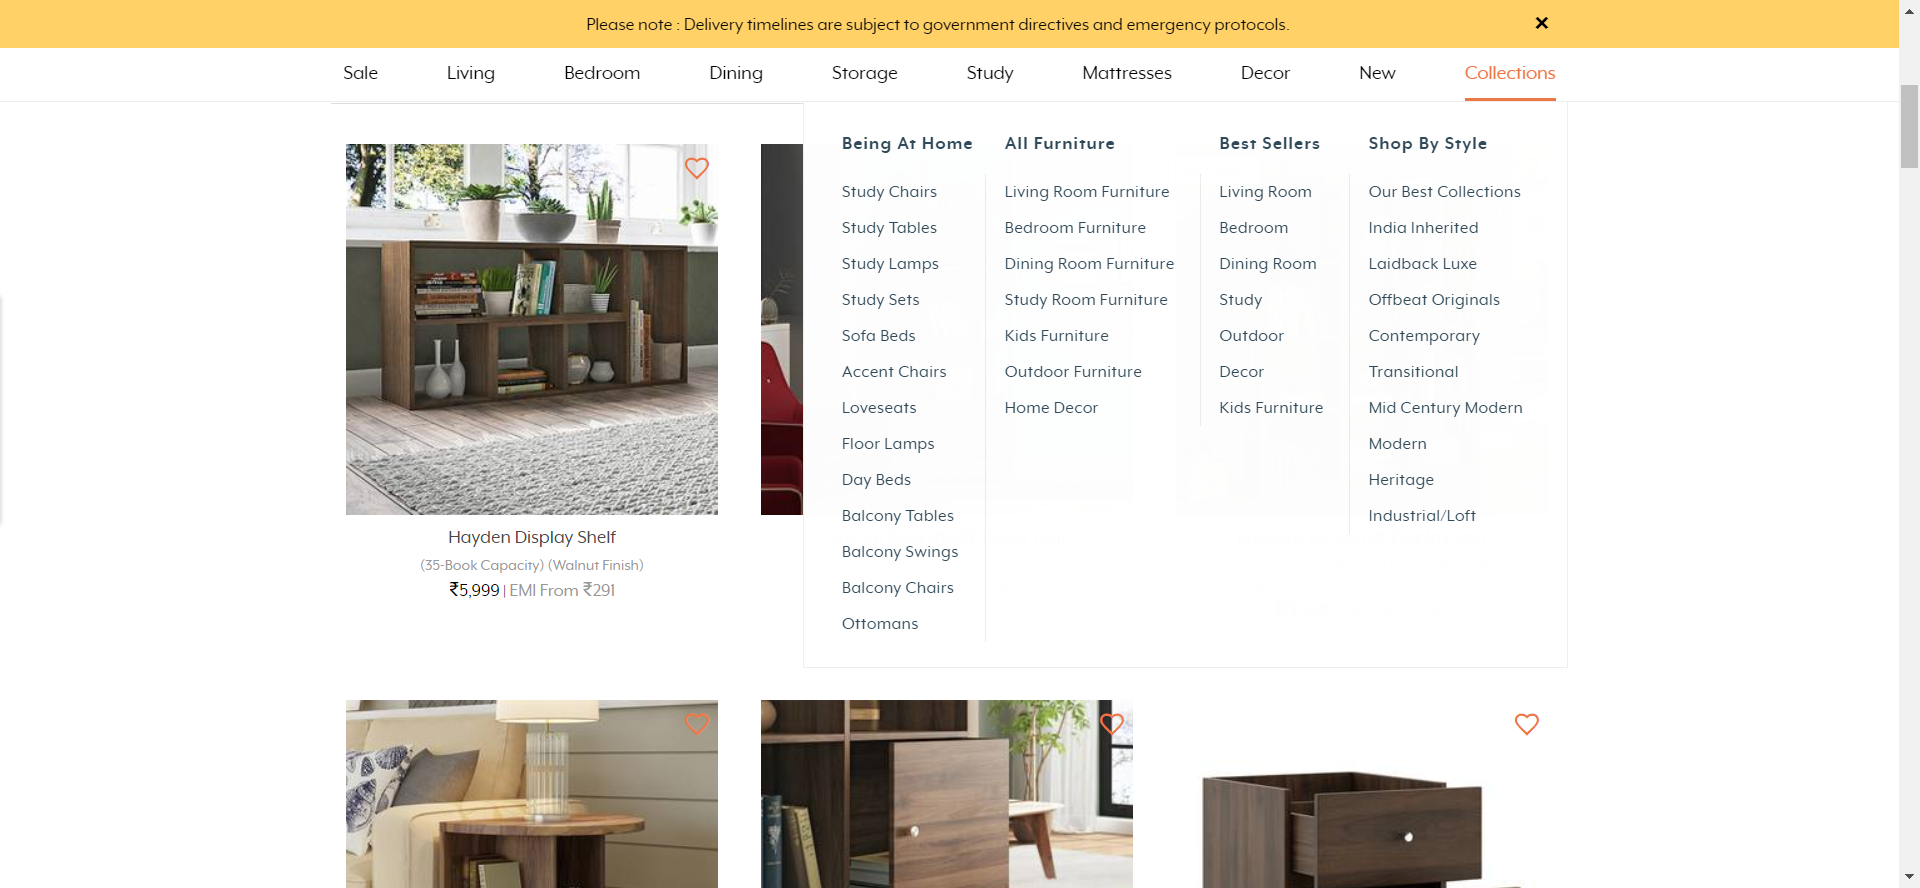 Please note : Delivery timelines are subject to government directives and emergency protocols.
Sale Living Bedroom Dining Storage Study Mattresses Decor New Collections
Being At Home
Study Chairs
Study Tables
Study Lamps
Study Sets
Sofa Beds
Accent Chairs
Loveseats
Floor Lamps
Day Beds
Balcony Tables
Balcony Swings
Balcony Chairs
Ottomans
All Furniture
Living Room Furniture
Bedroom Furniture
Dining Room Furniture
Study Room Furniture
Kids Furniture
Outdoor Furniture
Home Decor
Best Sellers
Living Room
Bedroom
Dining Room
Study
Outdoor
Decor
Kids Furniture
Shop By Style
Our Best Collections
India Inherited
Laidback Luxe
Offbeat Originals
Contemporary
Transitional
Mid Century Modern
Modern
Heritage
Industrial/Loft
Hayden Display Shelf
(35-Book Capacity) (Walnut Finish)
₹5,999 | EMI From ₹291